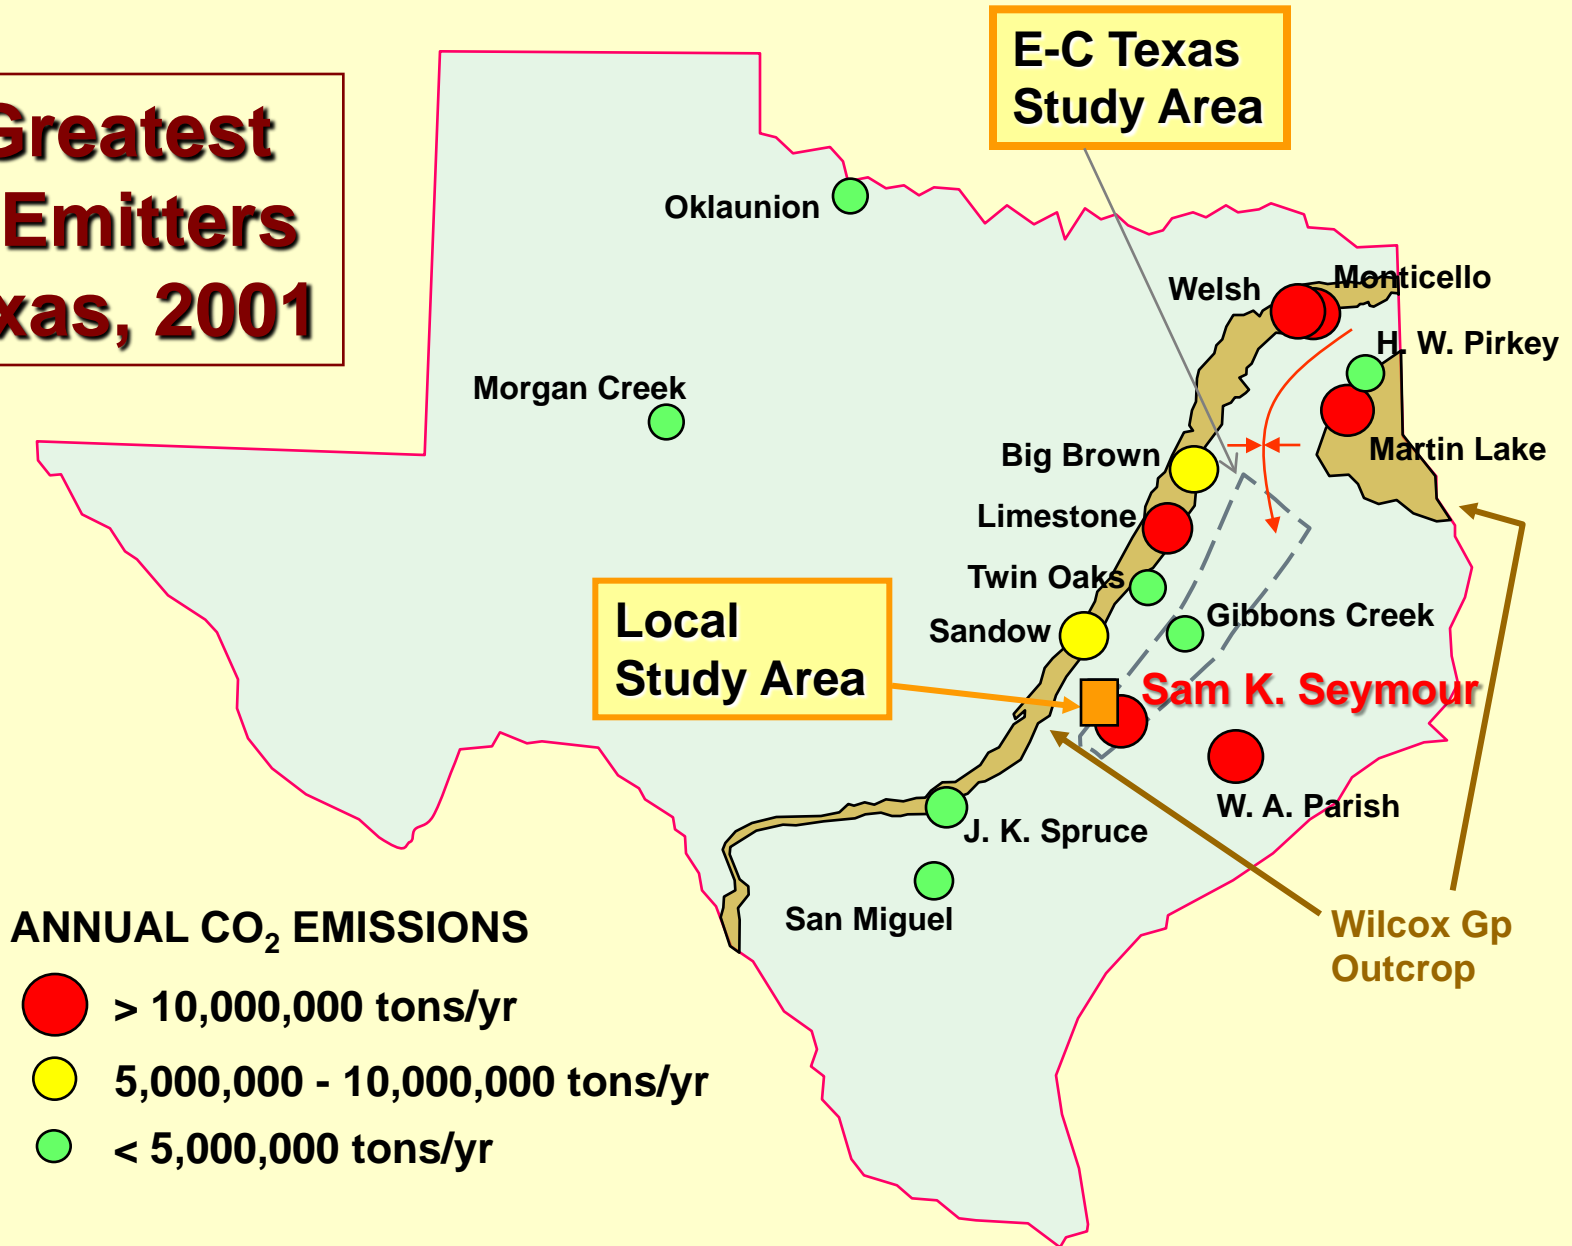 Greatest
Emitters
xas, 2001
E-C Texas
Study Area
Oklaunion
Welsh
Monticello
H. W. Pirkey
Morgan Creek
Martin Lake
Big Brown
Limestone
Twin Oaks
Local
Study Area
Sandow
Gibbons Creek
Sam K. Seymour
W. A. Parish
J. K. Spruce
San Miguel
Wilcox Gp
Outcrop
ANNUAL CO₂ EMISSIONS
> 10,000,000 tons/yr
5,000,000 - 10,000,000 tons/yr
< 5,000,000 tons/yr